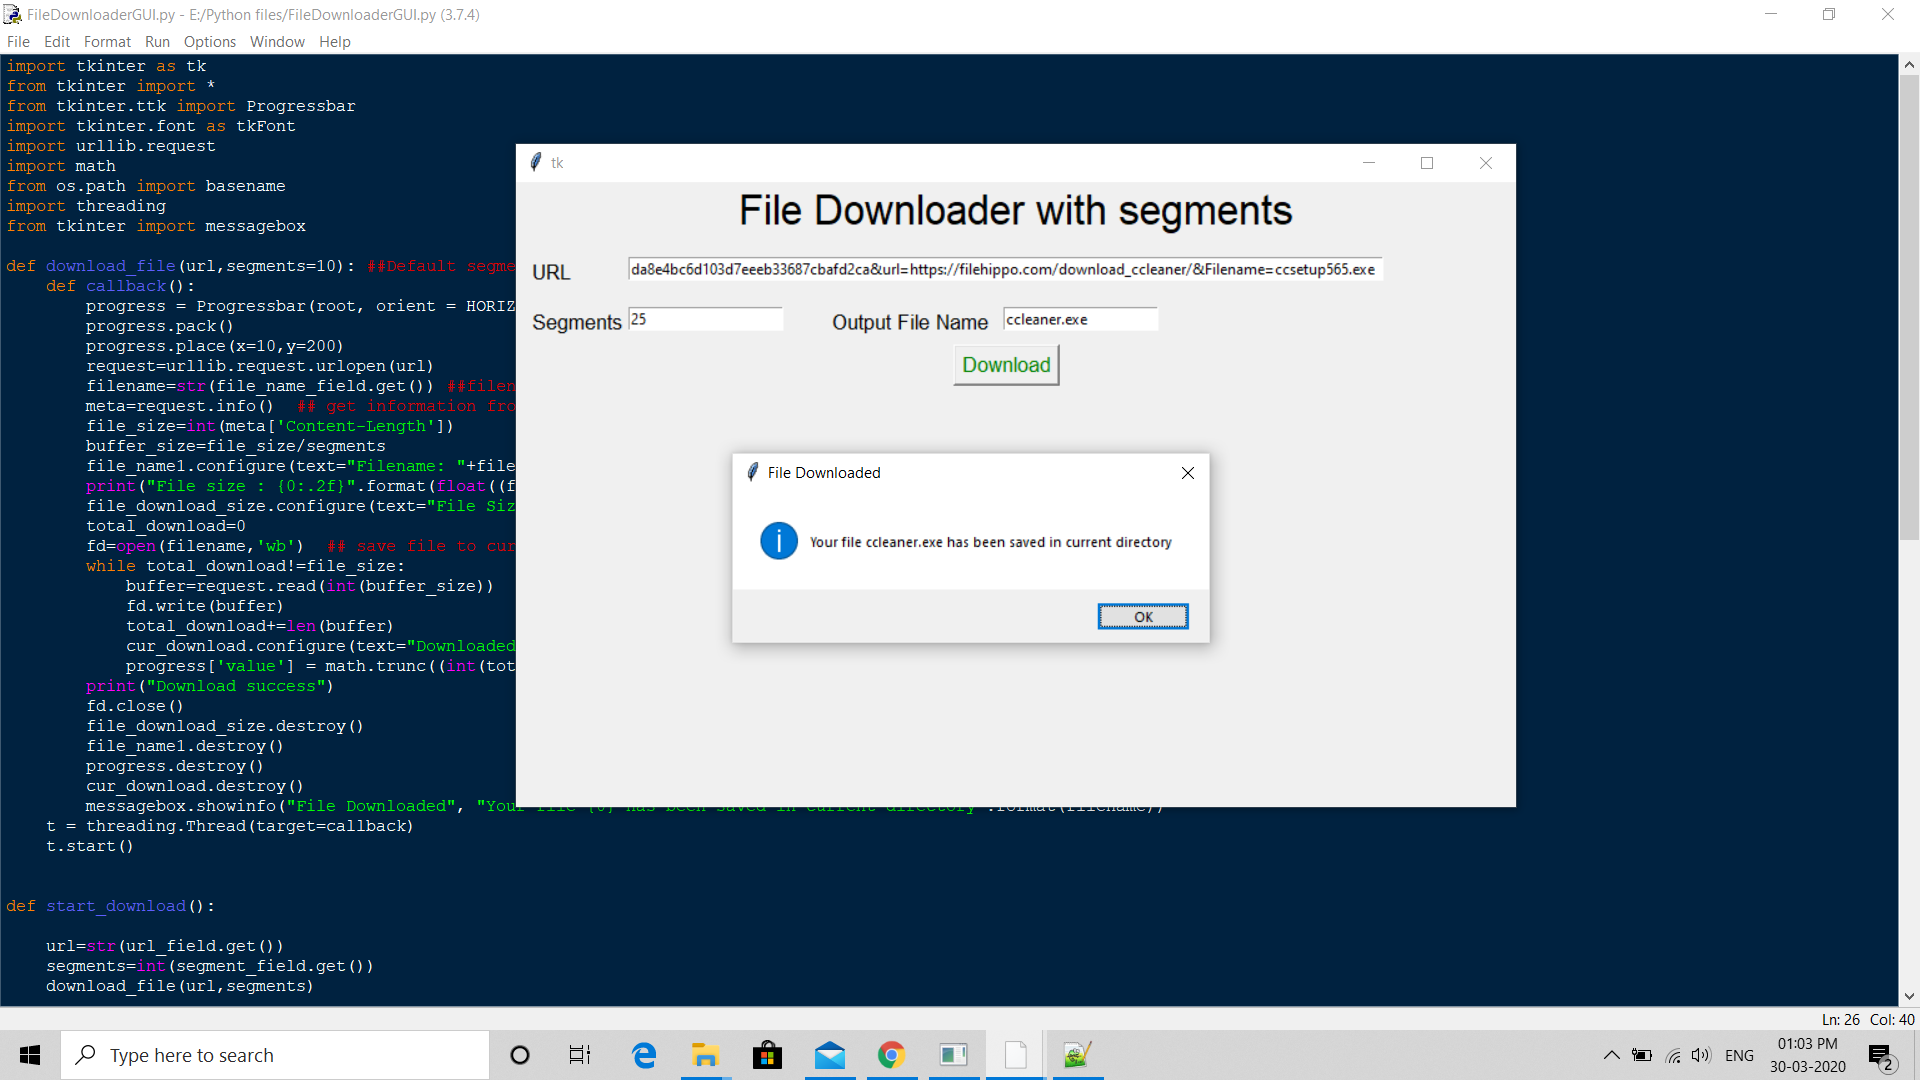 FileDownloaderGUI.py - E:/Python files/FileDownloaderGUI.py (3.7.4)
File Edit Format Run Options Window Help
import tkinter as tk
from tkinter import *
from tkinter.ttk import Progressbar
import tkinter.font as tkFont
import urllib.request
import math
from os.path import basename
import threading
from tkinter import messagebox
def download_file(url,segments=10): ##Default segme
def callback():
progress = Progressbar(root, orient = HORIZ
progress.pack()
progress.place(x=10,y=200)
request=urllib.request.urlopen(url)
filename=str(file_name_field.get()) ##filen
meta=request.info() ## get information fro
file_size=int(meta['Content-Length'])
buffer_size=file_size/segments
file_name1.configure(text="Filename: "+file
print("File size : {0:.2f}".format(float((f
file_download_size.configure(text="File Siz
total_download=0
fd=open(filename,'wb') ## save file to cur
while total_download!=file_size:
buffer=request.read(int(buffer_size))
fd.write(buffer)
total_download+=len(buffer)
cur_download.configure(text="Downloaded
progress['value'] = math.trunc((int(tot
print("Download success")
fd.close()
file_download_size.destroy()
file_name1.destroy()
progress.destroy()
cur_download.destroy()
messagebox.showinfo("File Downloaded", "Your file {0} has been saved in current directory".format(filename))
t = threading.Thread(target=callback)
t.start()
def start_download():
url=str(url_field.get())
segments=int(segment_field.get())
download_file(url,segments)
tk
File Downloader with segments
URL da8e4bc6d103d7eeeb33687cbafd2ca&url=https://filehippo.com/download_ccleaner/&Filename=ccsetup565.exe
Segments 25 Output File Name ccleaner.exe
Download
File Downloaded
Your file ccleaner.exe has been saved in current directory
OK
Ln: 26 Col: 40
Type here to search
ENG
01:03 PM
30-03-2020
2